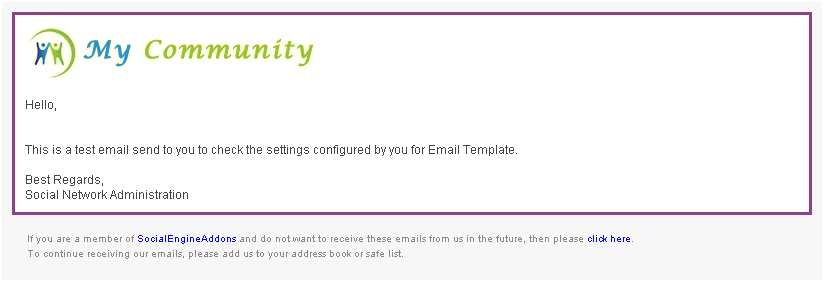 My Community
Hello,
This is a test email send to you to check the settings configured by you for Email Template.
Best Regards,
Social Network Administration
If you are a member of SocialEngineAddons and do not want to receive these emails from us in the future, then please click here.
To continue receiving our emails, please add us to your address book or safe list.